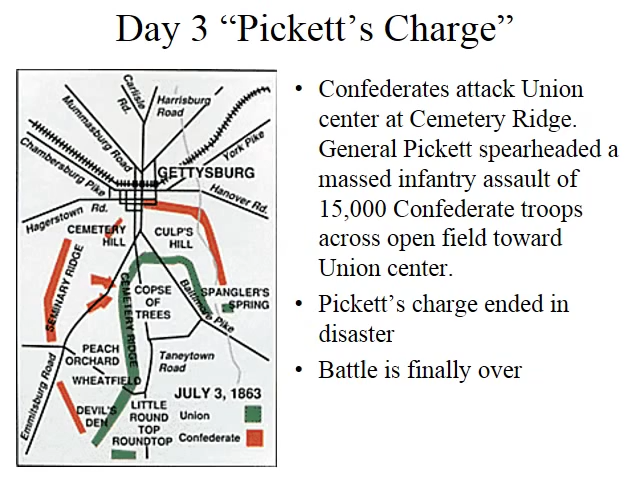 Day 3 “Pickett’s Charge”
Carlisle
Rd.
Harrisburg
Road
Mummasburg Road
York Pike
Chambersburg Pike
GETTYSBURG
Hanover Rd.
Hagerstown Rd.
CEMETERY
HILL
CULP'S
HILL
SEMINARY RIDGE
CEMETERY RIDGE
COPSE
OF
TREES
Baltimore Pike
SPANGLER'S
SPRING
PEACH
ORCHARD
Taneytown
Road
WHEATFIELD
Emmitsburg Road
DEVIL'S
DEN
LITTLE
ROUND
TOP
ROUNDTOP
JULY 3, 1863
Union
Confederate
• Confederates attack Union
center at Cemetery Ridge.
General Pickett spearheaded a
massed infantry assault of
15,000 Confederate troops
across open field toward
Union center.
• Pickett’s charge ended in
disaster
• Battle is finally over